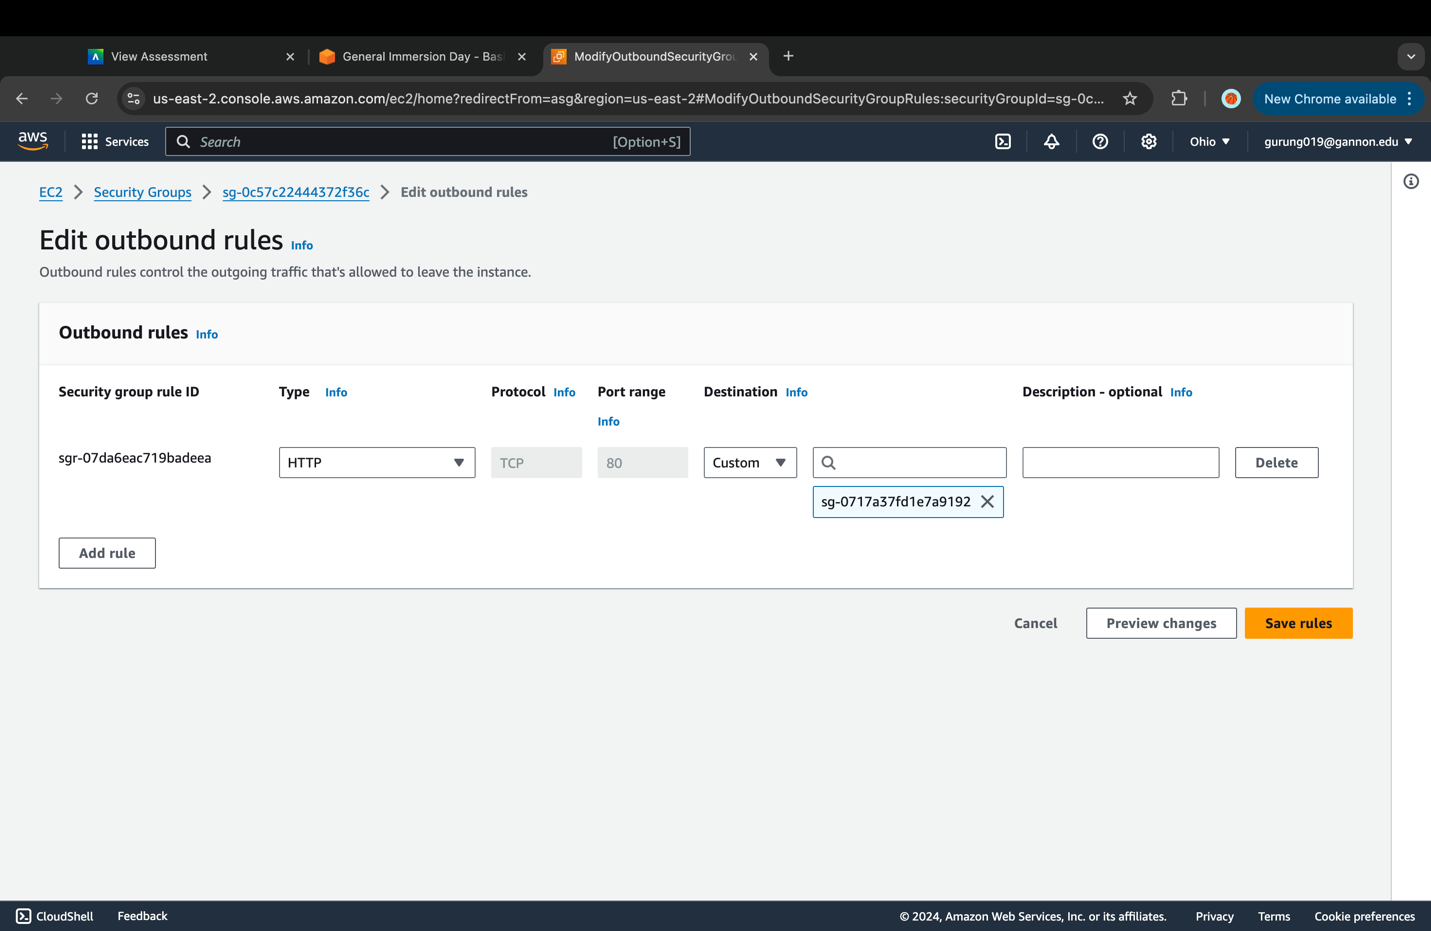 View Assessment
General Immersion Day - Bas
ModifyOutboundSecurityGrou
us-east-2.console.aws.amazon.com/ec2/home?redirectFrom=asg&region=us-east-2#ModifyOutboundSecurityGroupRules:securityGroupId=sg-0c...
New Chrome available
aws
Services
Search
[Option+S]
Ohio
gurung019@gannon.edu
EC2
Security Groups
sg-0c57c22444372f36c
Edit outbound rules
Edit outbound rules Info
Outbound rules control the outgoing traffic that's allowed to leave the instance.
Outbound rules Info
Security group rule ID
Type Info
Protocol Info
Port range
Info
Destination Info
Description - optional Info
sgr-07da6eac719badeea
HTTP
TCP
80
Custom
Delete
sg-0717a37fd1e7a9192
Add rule
Cancel
Preview changes
Save rules
CloudShell
Feedback
© 2024, Amazon Web Services, Inc. or its affiliates.
Privacy
Terms
Cookie preferences